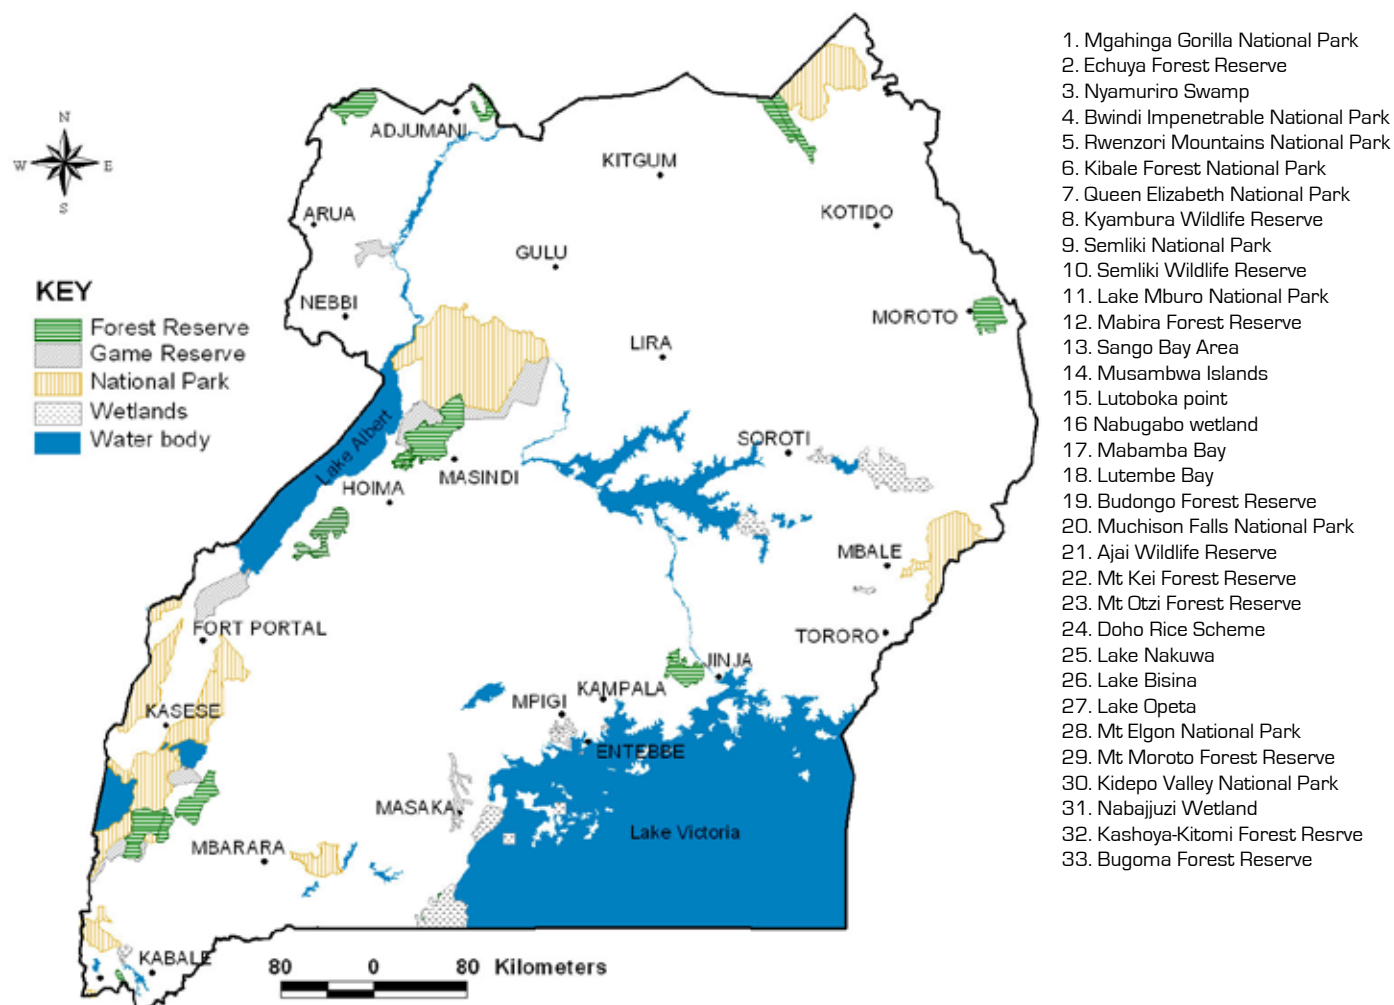 N
W
E
S
ADJUMANI
KITGUM
ARUA
KOTIDO
GULU
KEY
NEBBI
MOROTO
Forest Reserve
Game Reserve
National Park
Wetlands
Water body
LIRA
Lake Albert
SOROTI
MASINDI
HOIMA
MBALE
FORT PORTAL
TORORO
JINJA
KAMPALA
MPIGI
KASESE
ENTEBBE
MASAKA
Lake Victoria
MBARARA
KABALE
80 0 80 Kilometers
1. Mgahinga Gorilla National Park
2. Echuya Forest Reserve
3. Nyamuriro Swamp
4. Bwindi Impenetrable National Park
5. Rwenzori Mountains National Park
6. Kibale Forest National Park
7. Queen Elizabeth National Park
8. Kyambura Wildlife Reserve
9. Semliki National Park
10. Semliki Wildlife Reserve
11. Lake Mburo National Park
12. Mabira Forest Reserve
13. Sango Bay Area
14. Musambwa Islands
15. Lutoboka point
16 Nabugabo wetland
17. Mabamba Bay
18. Lutembe Bay
19. Budongo Forest Reserve
20. Muchison Falls National Park
21. Ajai Wildlife Reserve
22. Mt Kei Forest Reserve
23. Mt Otzi Forest Reserve
24. Doho Rice Scheme
25. Lake Nakuwa
26. Lake Bisina
27. Lake Opeta
28. Mt Elgon National Park
29. Mt Moroto Forest Reserve
30. Kidepo Valley National Park
31. Nabajjuzi Wetland
32. Kashoya-Kitomi Forest Resrve
33. Bugoma Forest Reserve